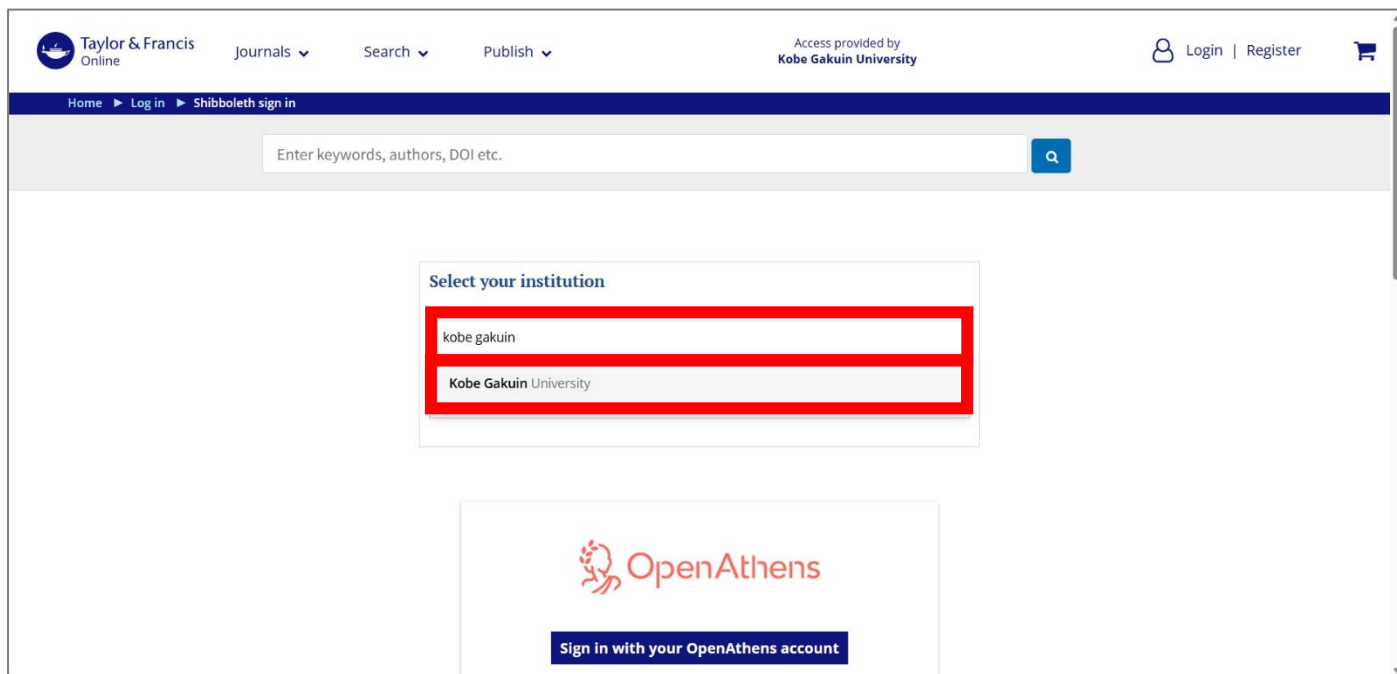 Taylor & Francis
Online
Journals
Search
Publish
Access provided by
Kobe Gakuin University
Login | Register
Home ► Log in ► Shibboleth sign in
Enter keywords, authors, DOI etc.
Select your institution
kobe gakuin
Kobe Gakuin University
OpenAthens
Sign in with your OpenAthens account